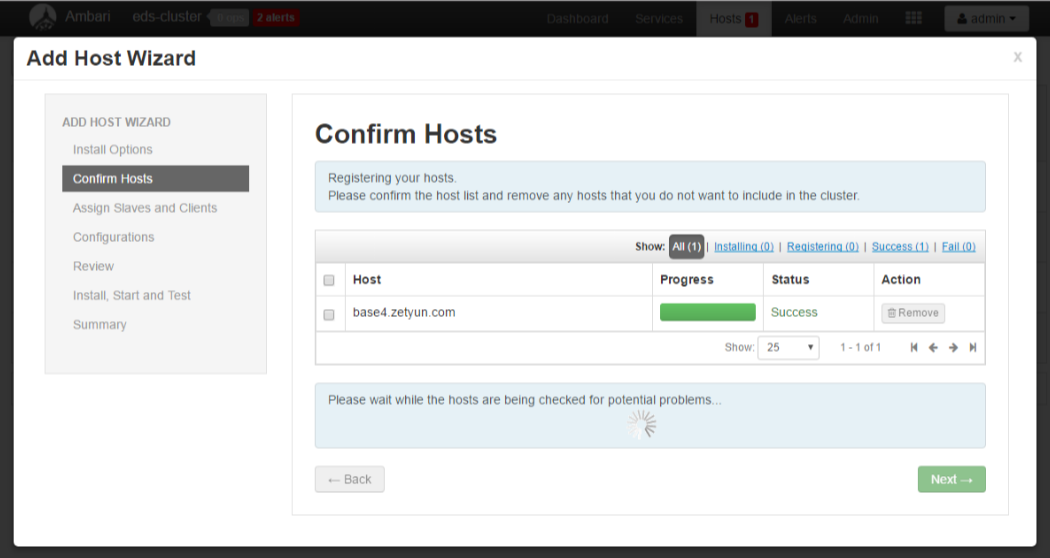 Ambari eds-cluster 0 ops 2 alerts Dashboard Services Hosts 1 Alerts Admin admin
Add Host Wizard X
ADD HOST WIZARD
Install Options
Confirm Hosts
Assign Slaves and Clients
Configurations
Review
Install, Start and Test
Summary
Confirm Hosts
Registering your hosts.
Please confirm the host list and remove any hosts that you do not want to include in the cluster.
Show: All (1) | Installing (0) | Registering (0) | Success (1) | Fail (0)
Host Progress Status Action
base4.zetyun.com Success Remove
Show: 25 1 - 1 of 1
Please wait while the hosts are being checked for potential problems...
← Back Next →